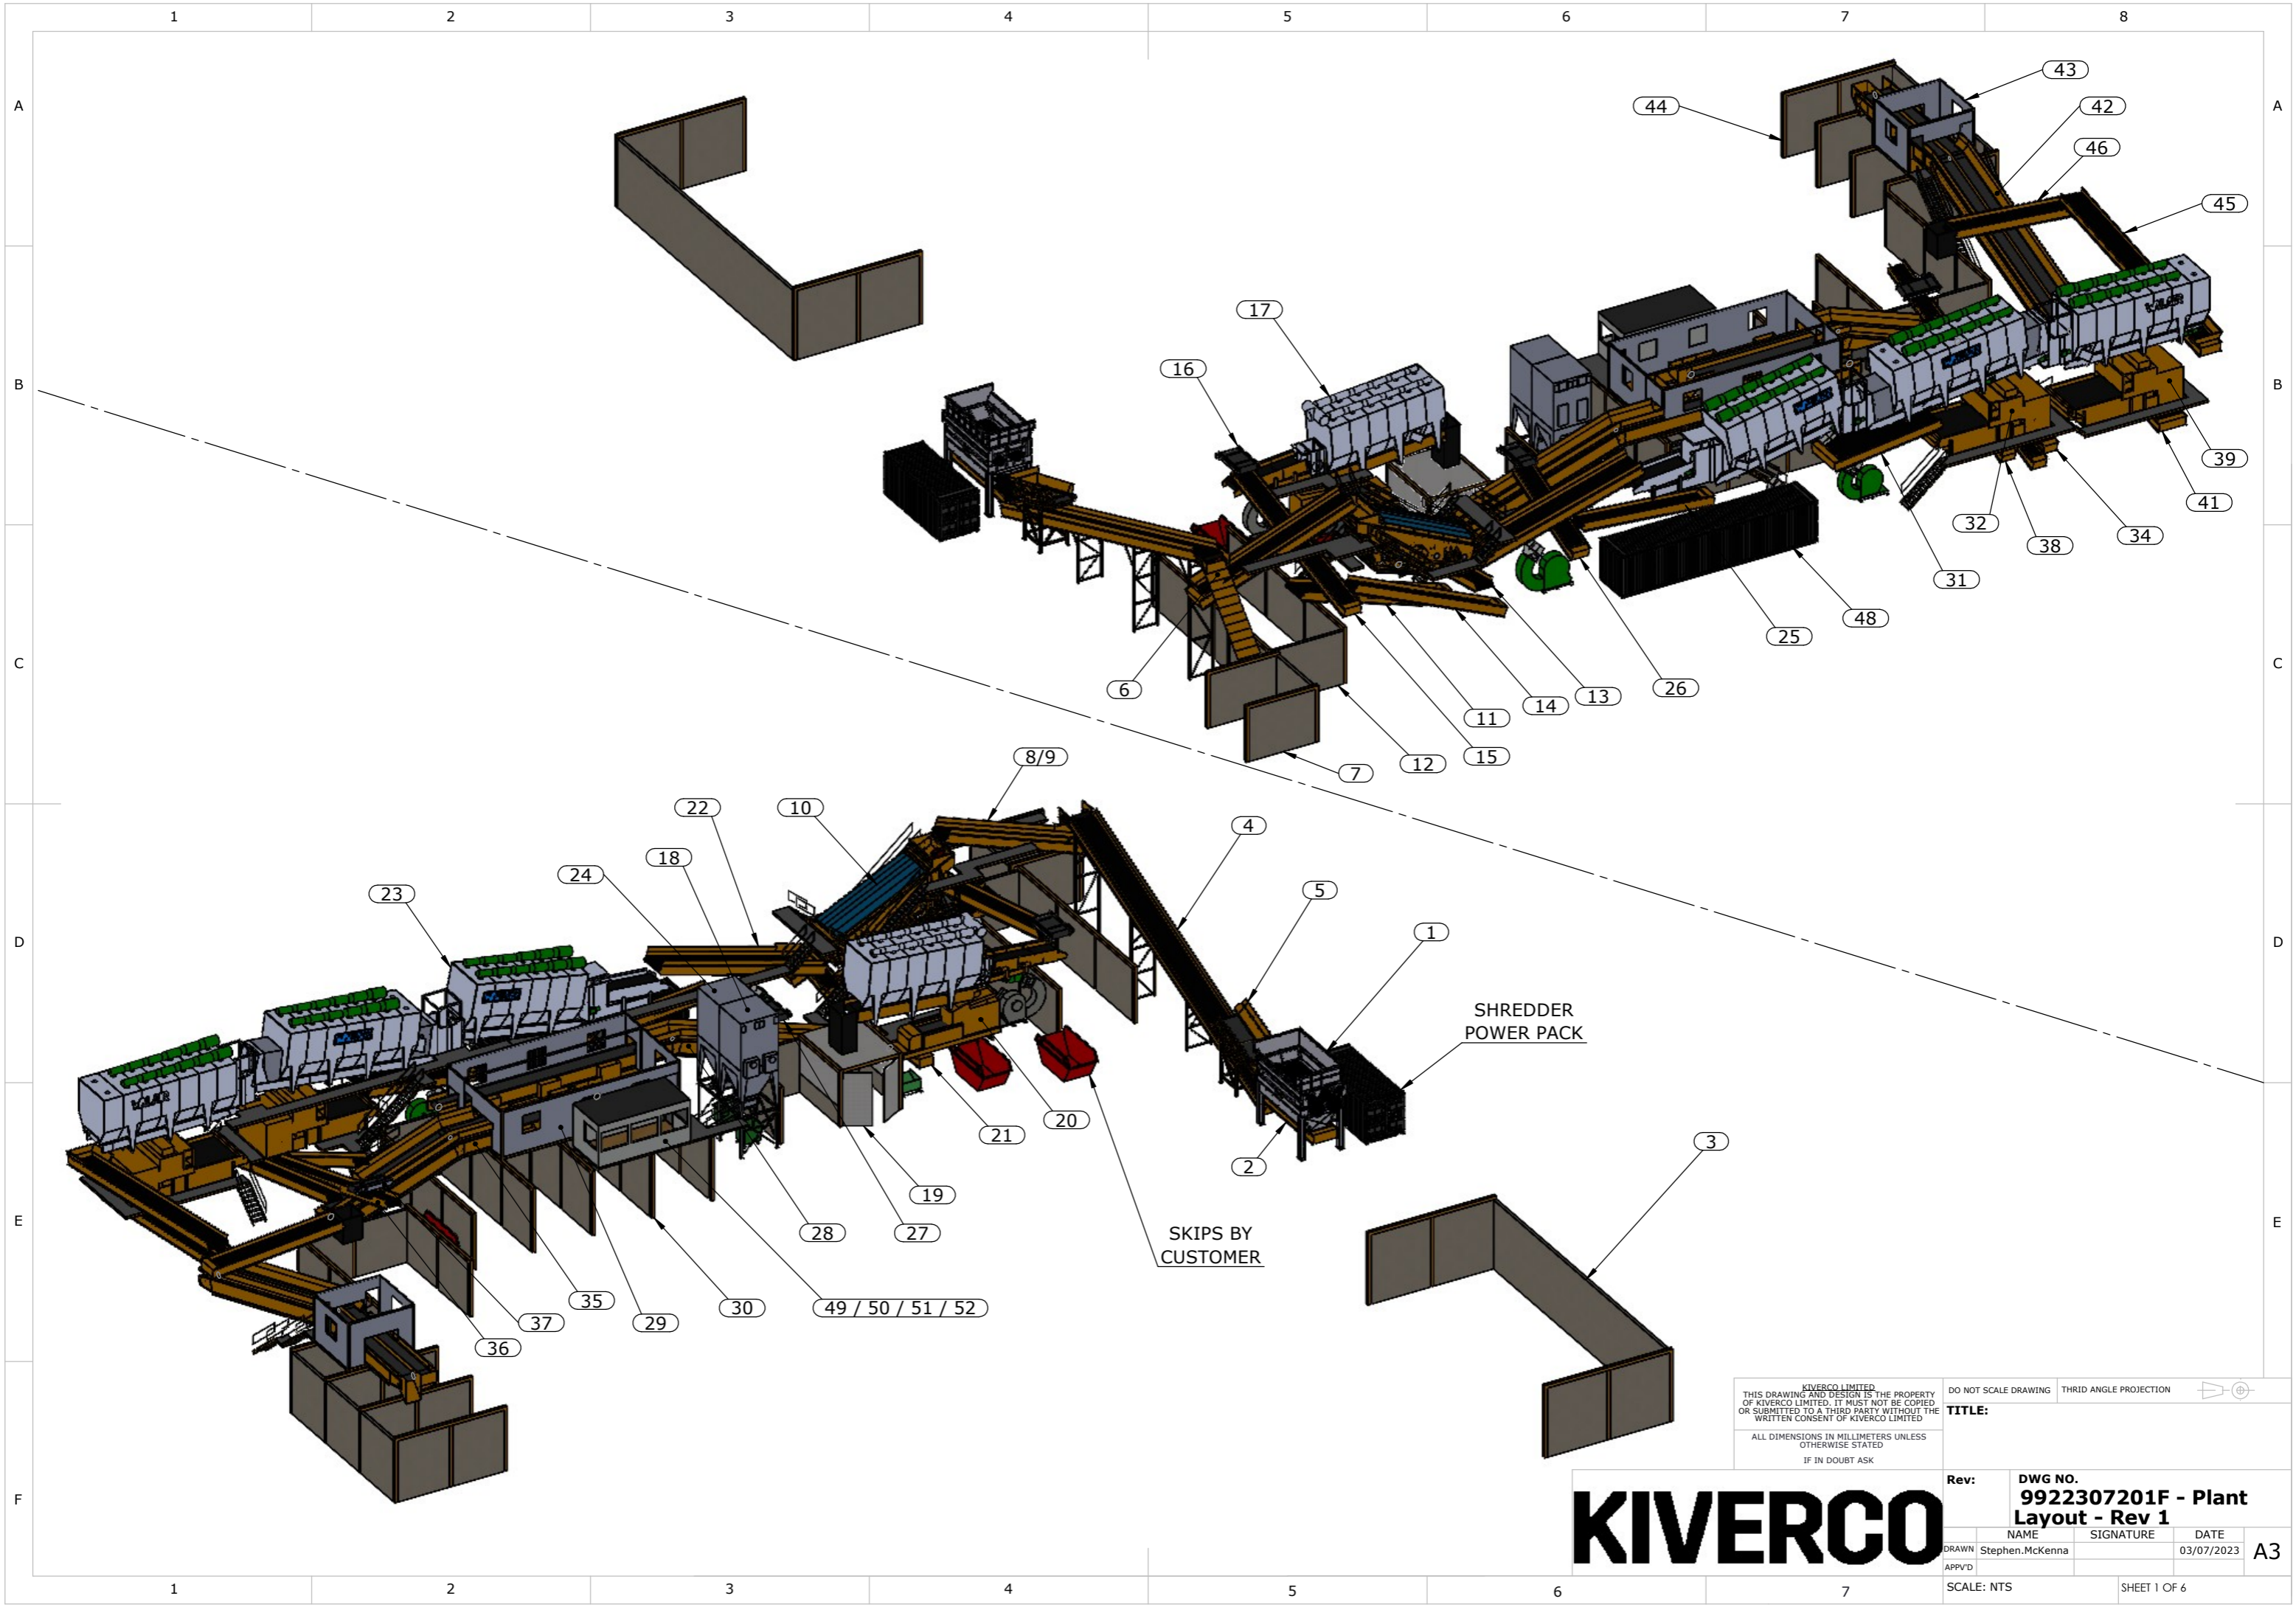 1 2 3 4 5 6 7 8
A A
B B
C C
D D
E E
F
43
44
42
46
45
17
16
39
41
32
34
38
31
48
25
26
13
14
6
11
15
12
7
8/9
22
10
4
18
24
5
23
1
SHREDDER
POWER PACK
20
21
3
2
19
28
27
SKIPS BY
CUSTOMER
35
30
49 / 50 / 51 / 52
37
29
36
KIVERCO LIMITED
THIS DRAWING AND DESIGN IS THE PROPERTY
OF KIVERCO LIMITED. IT MUST NOT BE COPIED
OR SUBMITTED TO A THIRD PARTY WITHOUT THE
WRITTEN CONSENT OF KIVERCO LIMITED
ALL DIMENSIONS IN MILLIMETERS UNLESS
OTHERWISE STATED
IF IN DOUBT ASK
DO NOT SCALE DRAWING THRID ANGLE PROJECTION
TITLE:
KIVERCO
Rev: DWG NO.
9922307201F - Plant
Layout - Rev 1
NAME SIGNATURE DATE
DRAWN Stephen.McKenna 03/07/2023 A3
APPV'D
SCALE: NTS SHEET 1 OF 6
1 2 3 4 5 6 7